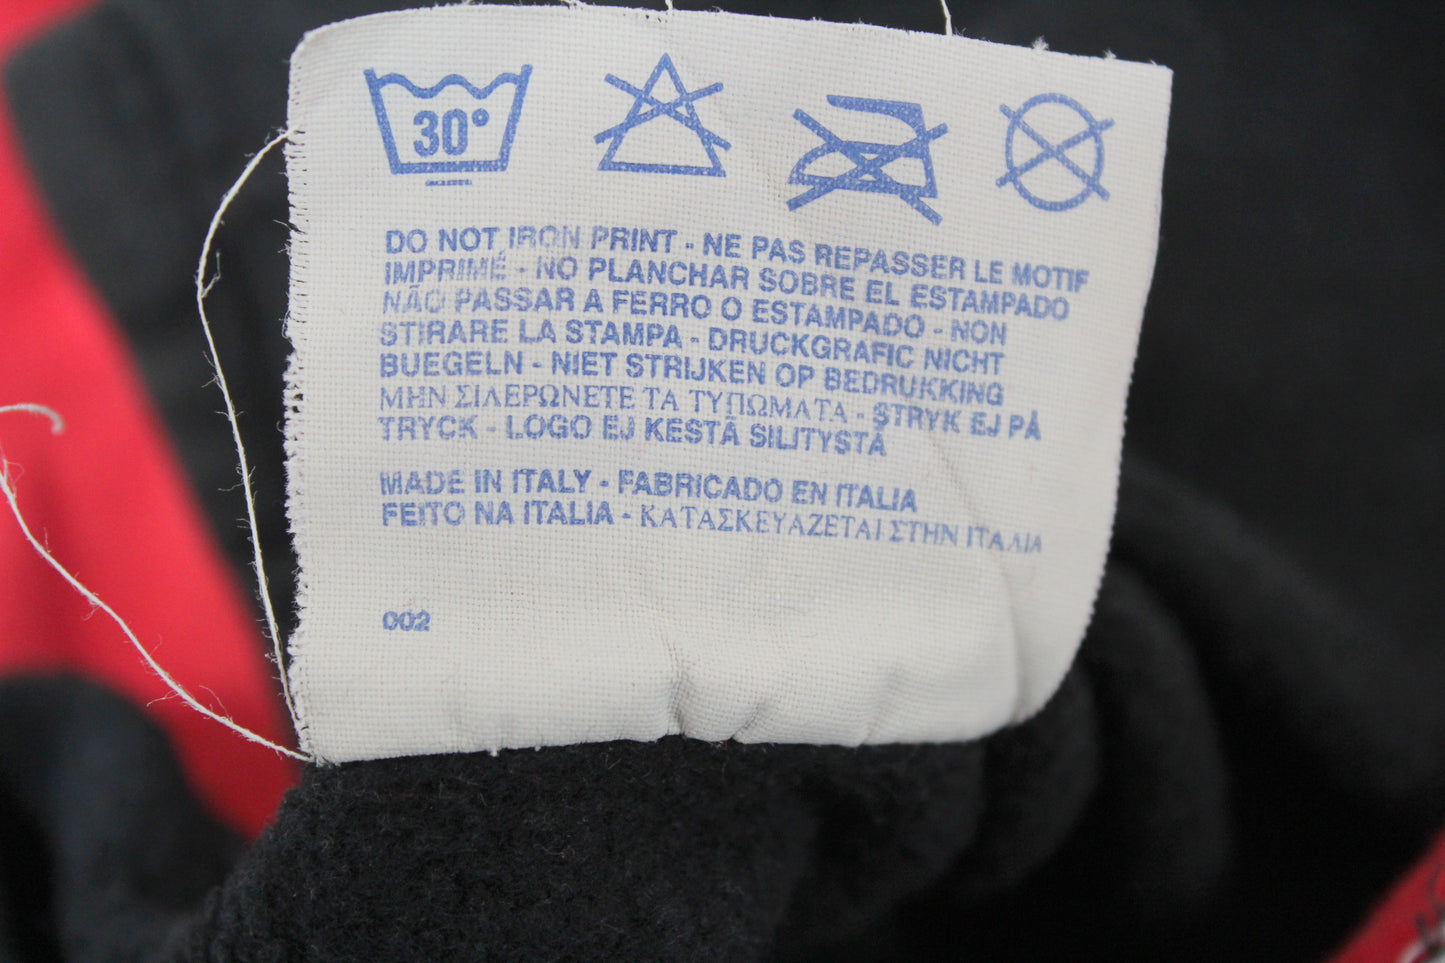 30°
DO NOT IRON PRINT - NE PAS REPASSER LE MOTIF
IMPRIMÉ - NO PLANCHAR SOBRE EL ESTAMPADO
NÃO PASSAR A FERRO O ESTAMPADO - NON
STIRARE LA STAMPA - DRUCKGRAFIC NICHT
BUEGELN - NIET STRIJKEN OP BEDRUKKING
ΜΗΝ ΣΙΛΕΡΩΝΕΤΕ ΤΑ ΤΥΠΩΜΑΤΑ - STRYK EJ PÅ
TRYCK - LOGO EJ KESTÄ SILITYSTÄ
MADE IN ITALY - FABRICADO EN ITALIA
FEITO NA ITALIA - ΚΑΤΑΣΚΕΥΑΖΕΤΑΙ ΣΤΗΝ ΙΤΑΛΙΑ
002